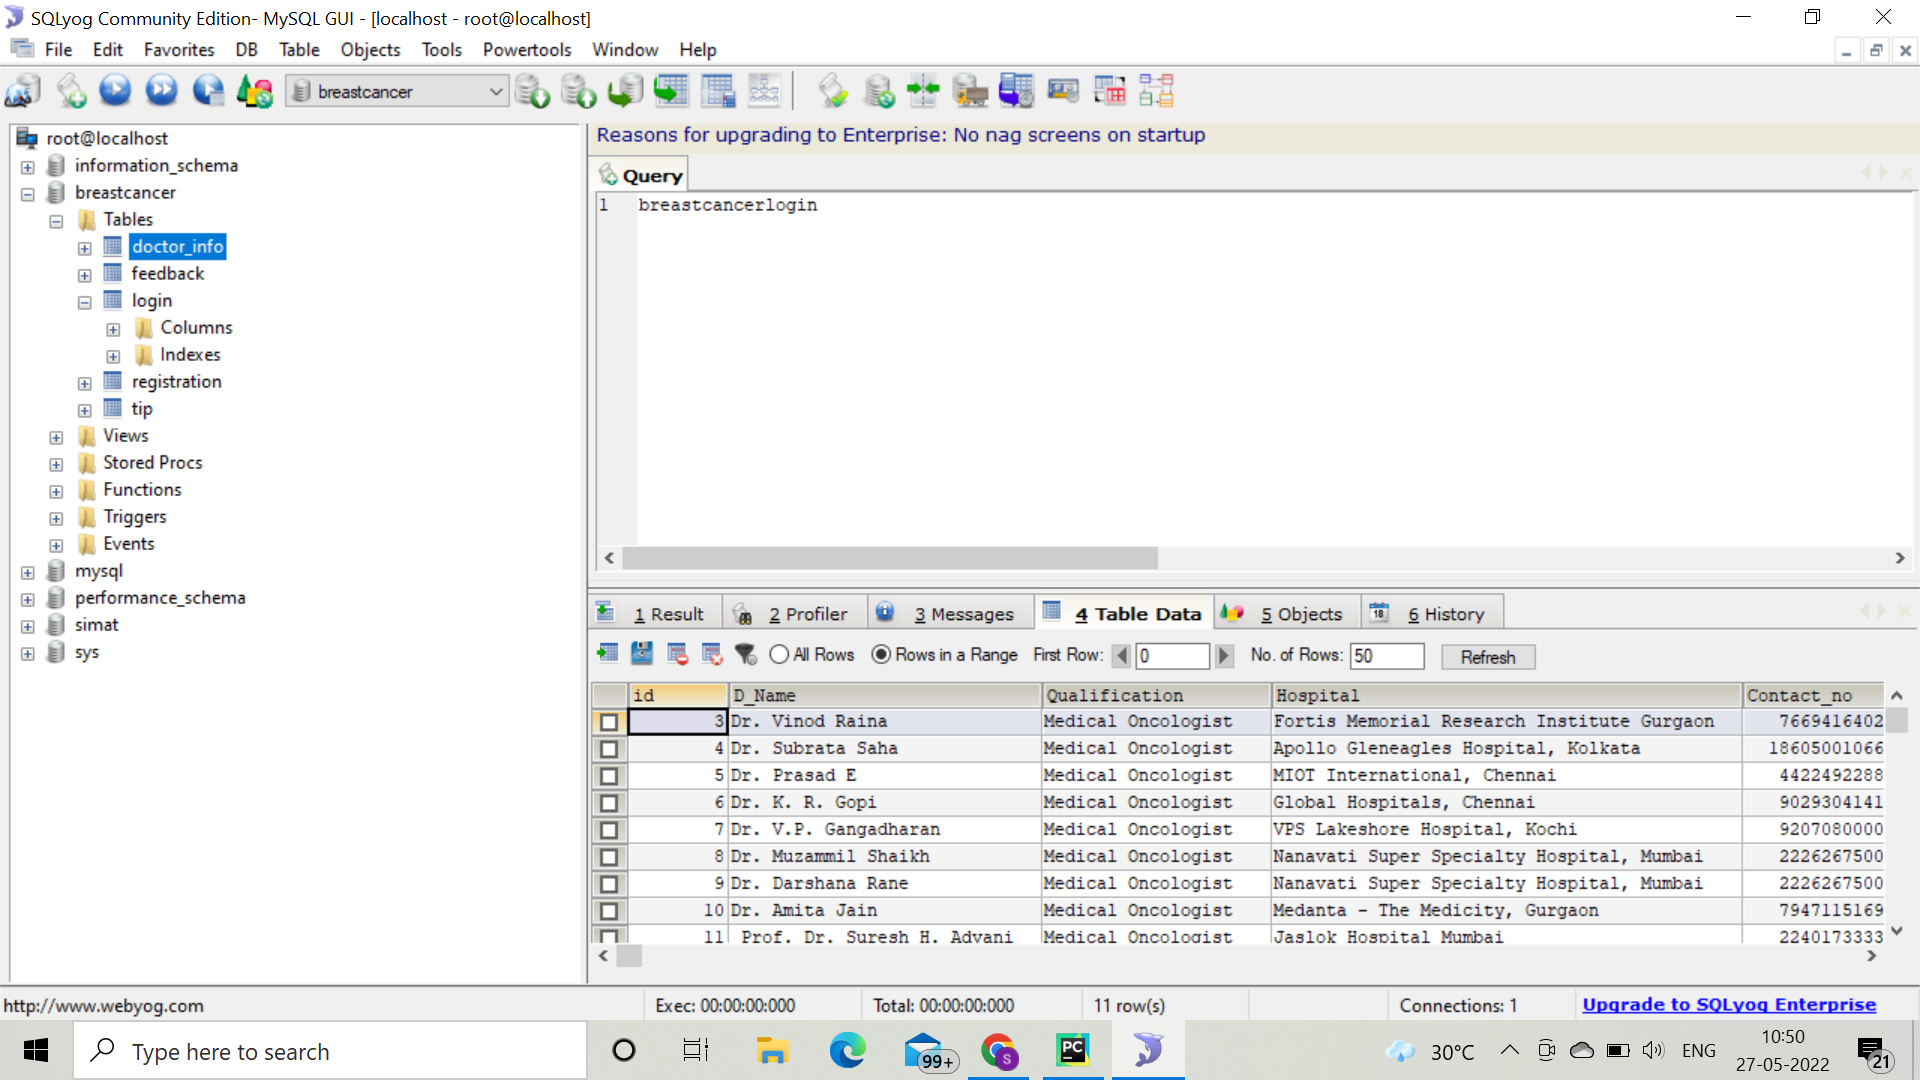 SQLyog Community Edition- MySQL GUI - [localhost - root@localhost]
File Edit Favorites DB Table Objects Tools Powertools Window Help
breastcancer
root@localhost
information_schema
breastcancer
Tables
doctor_info
feedback
login
Columns
Indexes
registration
tip
Views
Stored Procs
Functions
Triggers
Events
mysql
performance_schema
simat
sys
Reasons for upgrading to Enterprise: No nag screens on startup
Query
1 breastcancerlogin
1 Result 2 Profiler 3 Messages 4 Table Data 5 Objects 6 History
All Rows Rows in a Range First Row: 0 No. of Rows: 50 Refresh
id D_Name Qualification Hospital Contact_no
3 Dr. Vinod Raina Medical Oncologist Fortis Memorial Research Institute Gurgaon 7669416402
4 Dr. Subrata Saha Medical Oncologist Apollo Gleneagles Hospital, Kolkata 18605001066
5 Dr. Prasad E Medical Oncologist MIOT International, Chennai 4422492288
6 Dr. K. R. Gopi Medical Oncologist Global Hospitals, Chennai 9029304141
7 Dr. V.P. Gangadharan Medical Oncologist VPS Lakeshore Hospital, Kochi 9207080000
8 Dr. Muzammil Shaikh Medical Oncologist Nanavati Super Specialty Hospital, Mumbai 2226267500
9 Dr. Darshana Rane Medical Oncologist Nanavati Super Specialty Hospital, Mumbai 2226267500
10 Dr. Amita Jain Medical Oncologist Medanta - The Medicity, Gurgaon 7947115169
11 Prof. Dr. Suresh H. Advani Medical Oncologist Jaslok Hospital Mumbai 2240173333
http://www.webyog.com Exec: 00:00:00:000 Total: 00:00:00:000 11 row(s) Connections: 1 Upgrade to SQLyog Enterprise
Type here to search 99+ S PC 30°C ENG 10:50 21
27-05-2022